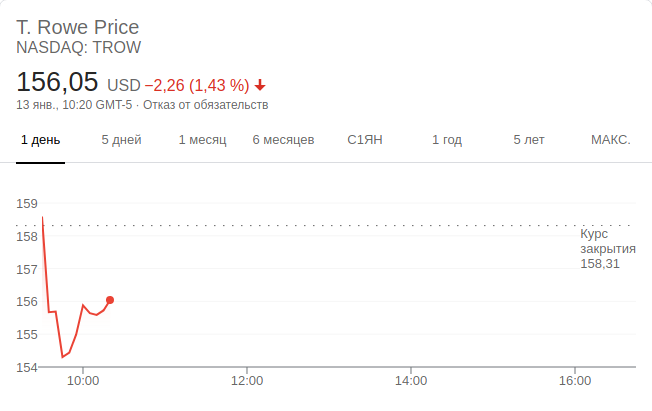 T. Rowe Price
NASDAQ: TROW
156,05 USD −2,26 (1,43 %)
13 янв., 10:20 GMT-5 · Отказ от обязательств
1 день 5 дней 1 месяц 6 месяцев С1ЯН 1 год 5 лет МАКС.
159
158
157
156
155
154
Курс
закрытия
158,31
10:00 12:00 14:00 16:00